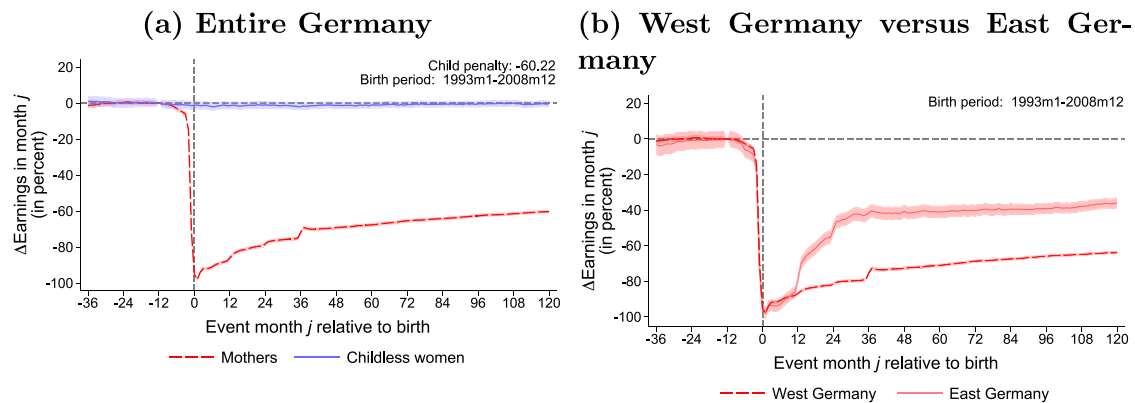 (a) Entire Germany
Child penalty: -60.22
Birth period: 1993m1-2008m12
20
0
-20
-40
-60
-80
-100
ΔEarnings in month j
(in percent)
-36 -24 -12 0 12 24 36 48 60 72 84 96 108 120
Event month j relative to birth
Mothers Childless women
(b) West Germany versus East Ger-
many
Birth period: 1993m1-2008m12
20
0
-20
-40
-60
-80
-100
ΔEarnings in month j
(in percent)
-36 -24 -12 0 12 24 36 48 60 72 84 96 108 120
Event month j relative to birth
West Germany East Germany